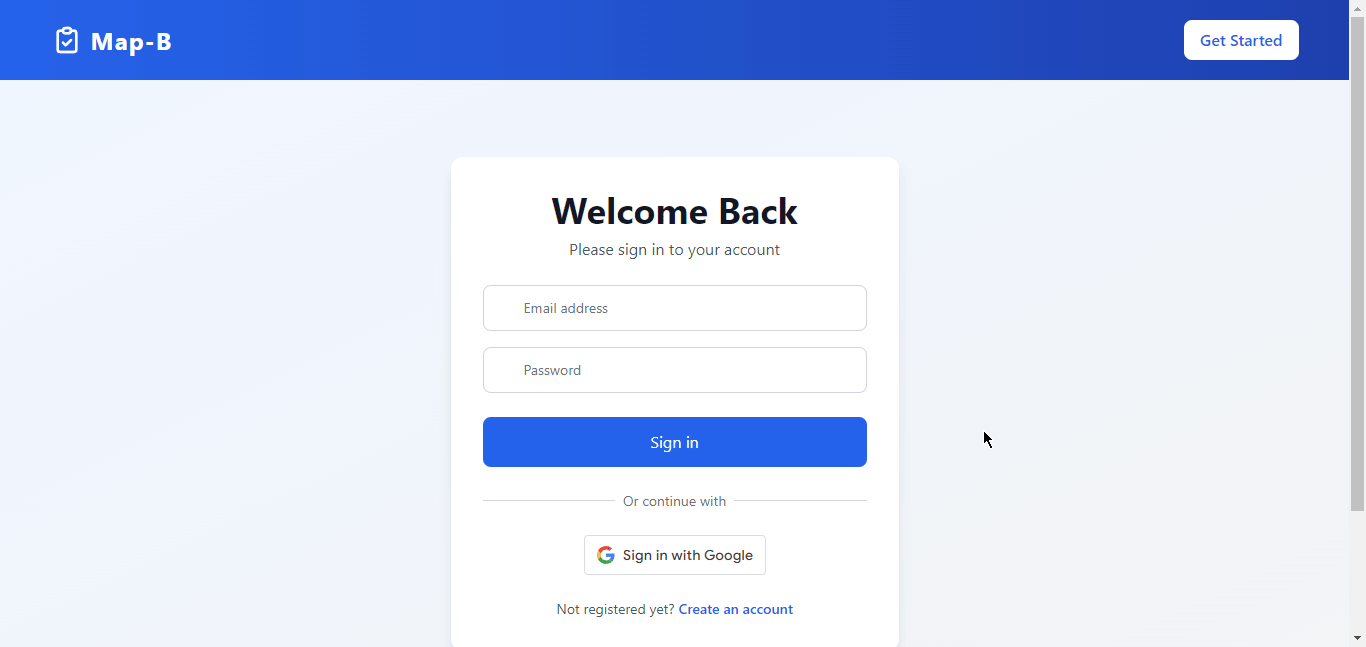 Map-B
Get Started
Welcome Back
Please sign in to your account
Email address
Password
Sign in
Or continue with
Sign in with Google
Not registered yet? Create an account